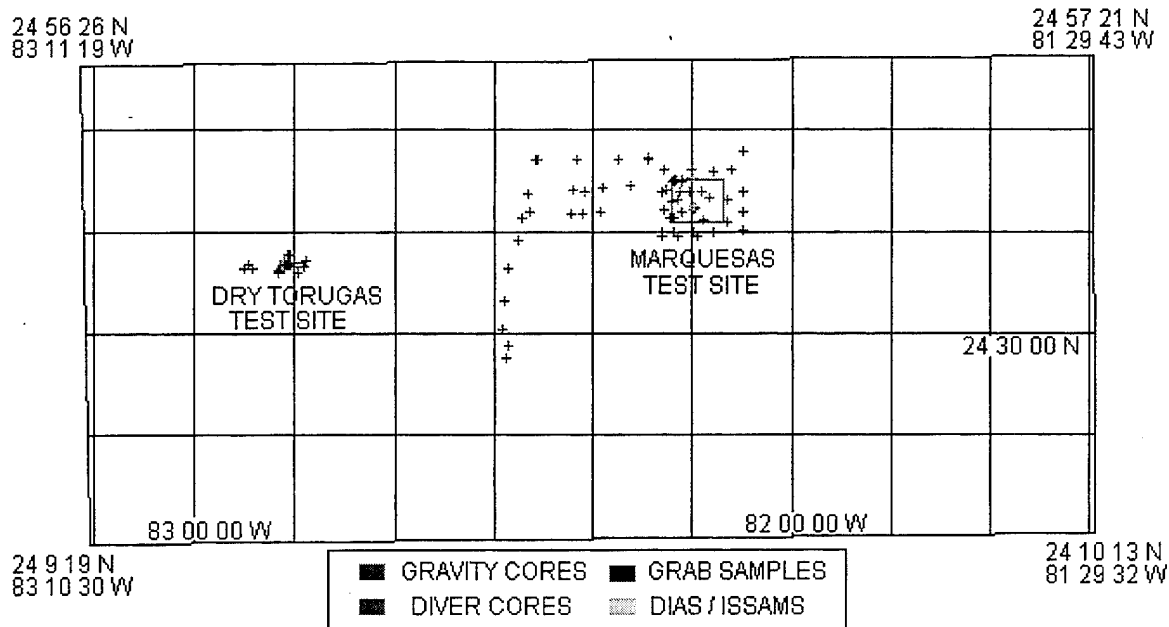 24 56 26 N
83 11 19 W
24 57 21 N
81 29 43 W
MARQUESAS
TEST SITE
DRY TORUGAS
TEST SITE
24 30 00 N
83 00 00 W
82 00 00 W
24 9 19 N
83 10 30 W
24 10 13 N
81 29 32 W
GRAVITY CORES
GRAB SAMPLES
DIVER CORES
DIAS / ISSAMS